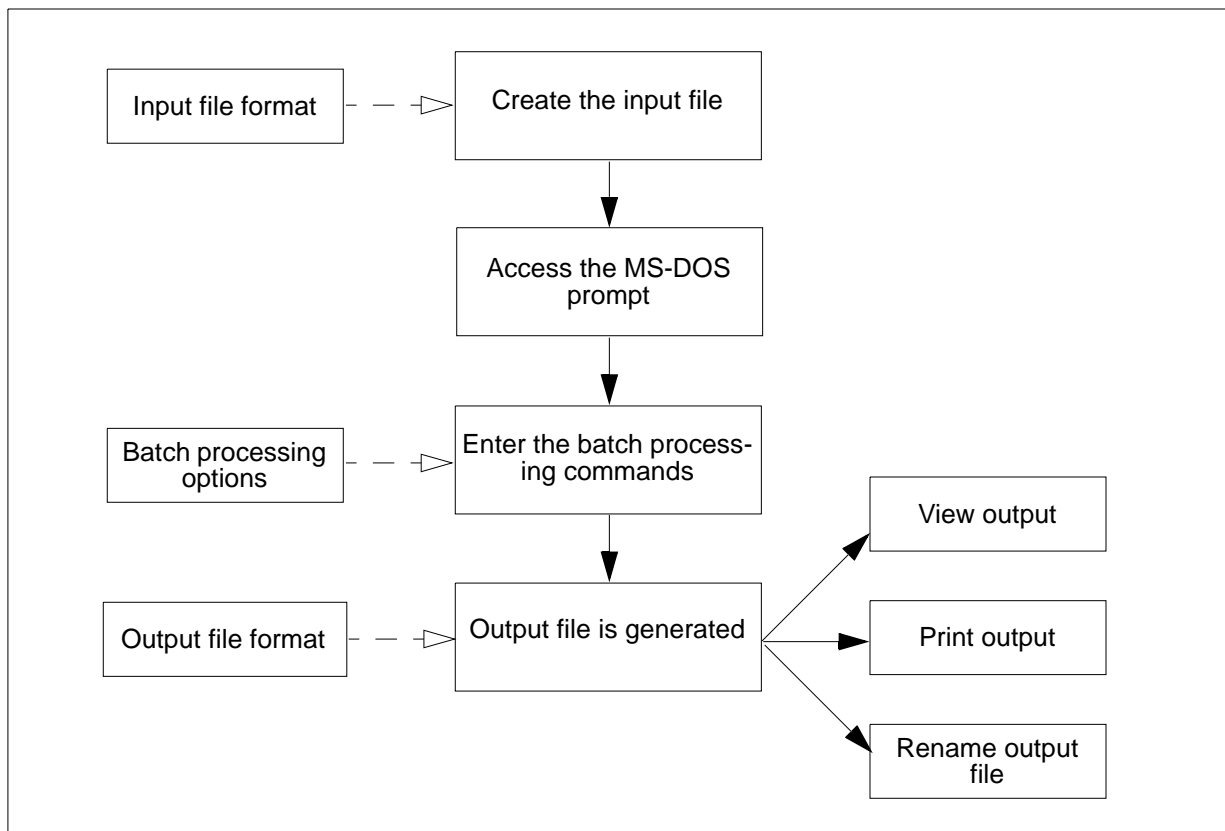 Input file format
Create the input file
Access the MS-DOS
prompt
Batch processing
options
Enter the batch process-
ing commands
Output file format
Output file is generated
View output
Print output
Rename output
file